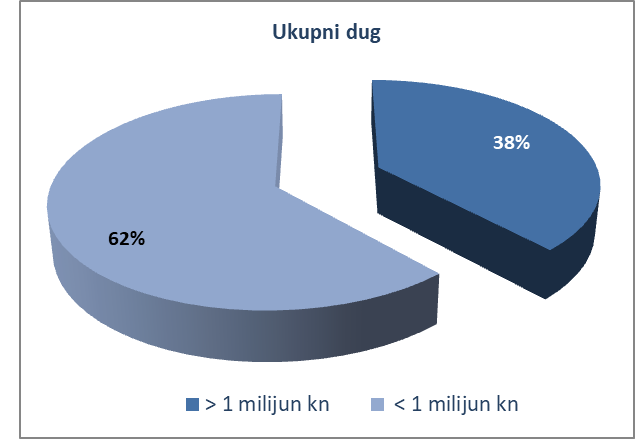 Ukupni dug
38%
62%
> 1 milijun kn
< 1 milijun kn